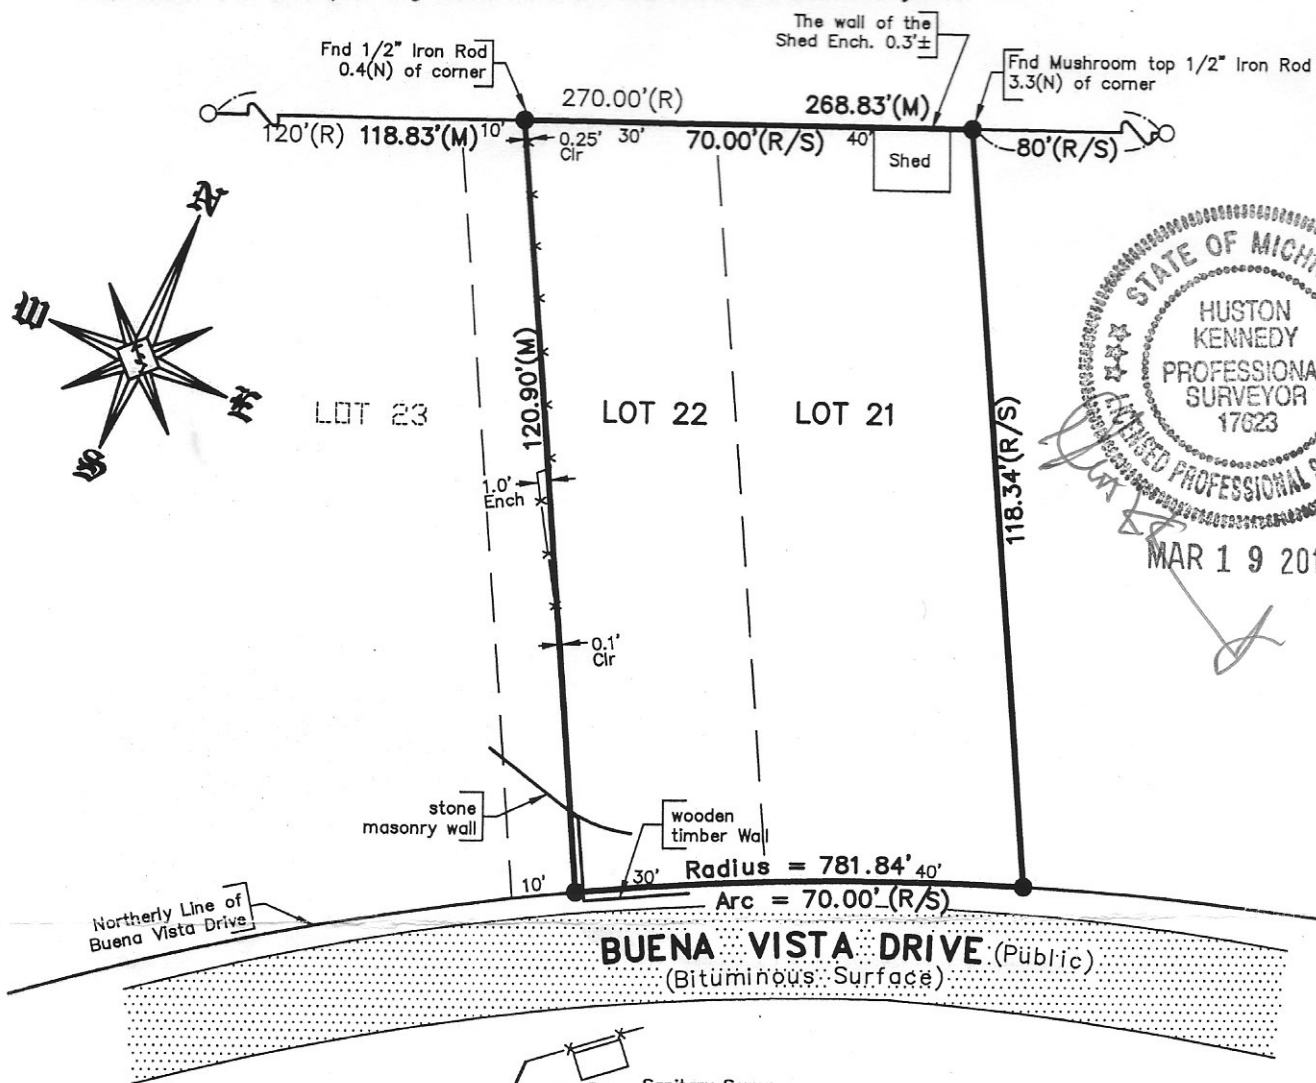 The wall of the
Shed Ench. 0.3'±
Fnd 1/2" Iron Rod
0.4(N) of corner
Fnd Mushroom top 1/2" Iron Rod
3.3(N) of corner
270.00'(R)
268.83'(M)
120'(R) 118.83'(M) 10'
0.25'
Clr
30'
70.00'(R/S)
40'
80'(R/S)
Shed
N
W
E
S
STATE OF MICHI
HUSTON
KENNEDY
PROFESSIONA
SURVEYOR
17623
LICENSED PROFESSIONAL
MAR 19 201
LOT 23
120.90'(M)
LOT 22
LOT 21
118.34'(R/S)
1.0'
Ench
0.1'
Clr
stone
masonry wall
wooden
timber Wall
10'
30'
Radius = 781.84'
40'
Arc = 70.00' (R/S)
Northerly Line of
Buena Vista Drive
BUENA VISTA DRIVE (Public)
(Bituminous Surface)